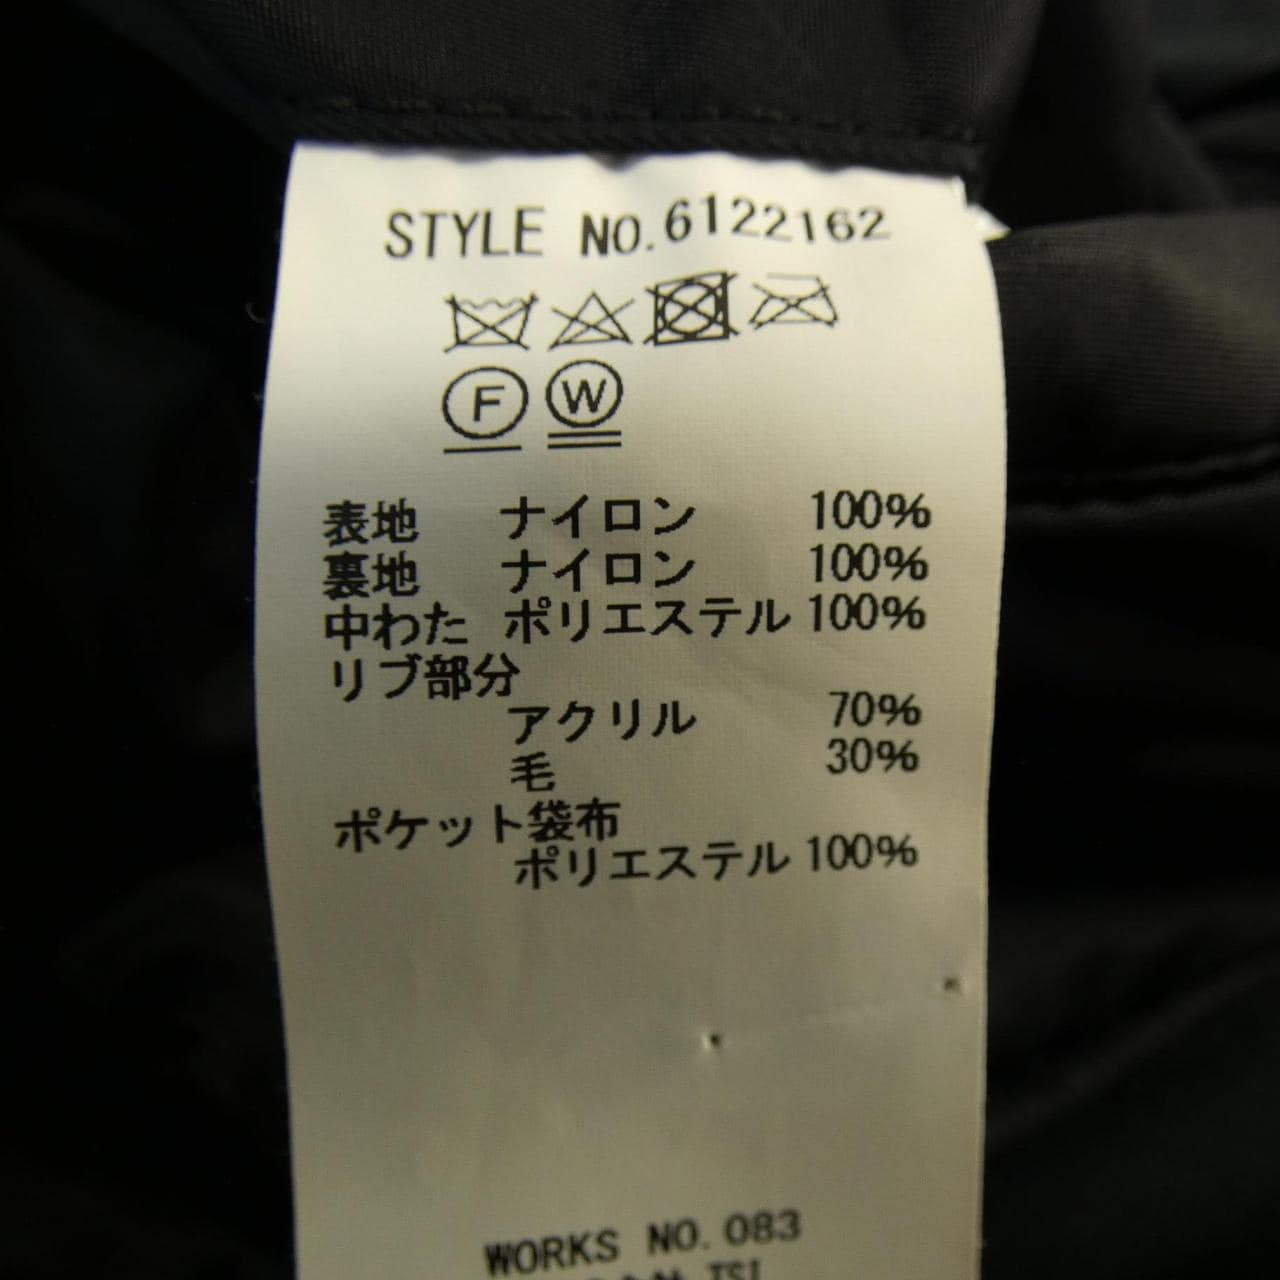 STYLE NO.6122162
F W
表地 ナイロン 100%
裏地 ナイロン 100%
中わた ポリエステル 100%
リブ部分
アクリル 70%
毛 30%
ポケット袋布
ポリエステル 100%
WORKS NO.083
TSI